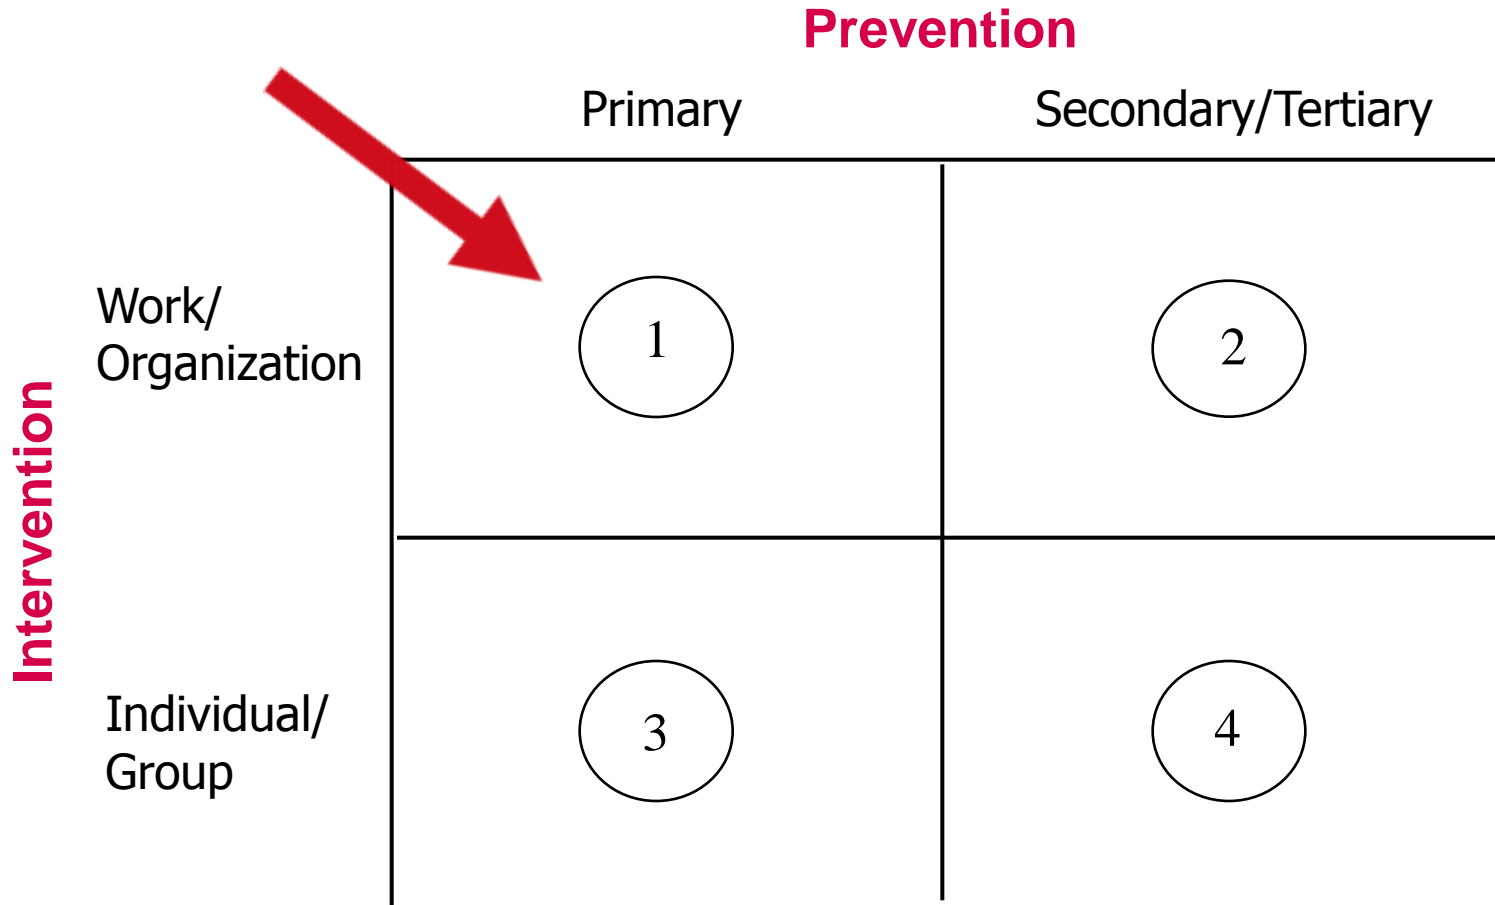 Prevention
Primary
Secondary/Tertiary
Work/
Organization
1
2
Intervention
Individual/
Group
3
4